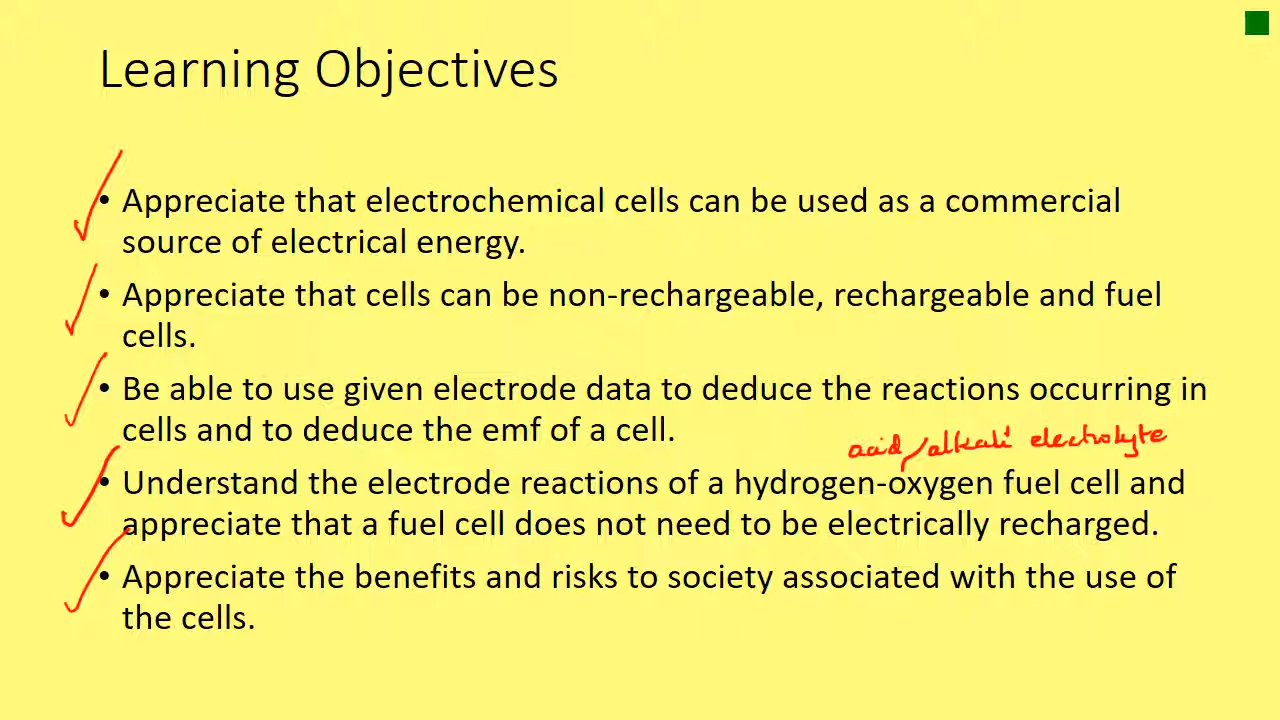 Learning Objectives
• Appreciate that electrochemical cells can be used as a commercial
source of electrical energy.
• Appreciate that cells can be non-rechargeable, rechargeable and fuel
cells.
• Be able to use given electrode data to deduce the reactions occurring in
cells and to deduce the emf of a cell.
acid/alkali electrolyte
• Understand the electrode reactions of a hydrogen-oxygen fuel cell and
appreciate that a fuel cell does not need to be electrically recharged.
• Appreciate the benefits and risks to society associated with the use of
the cells.